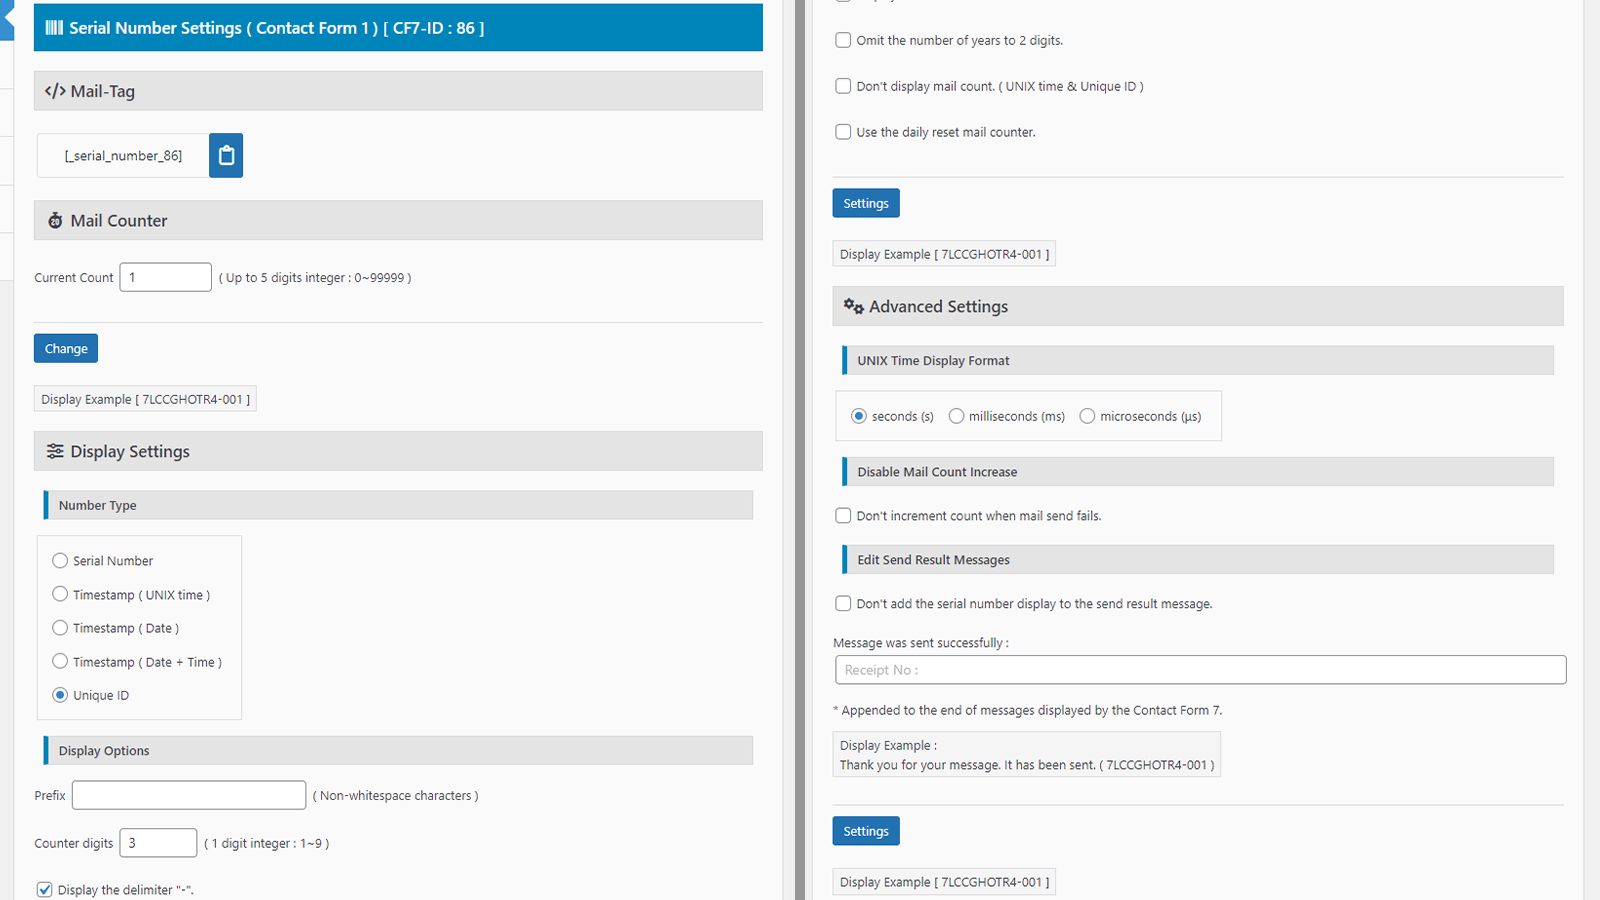 Serial Number Settings ( Contact Form 1 ) [ CF7-ID : 86 ]
Mail-Tag
[_serial_number_86]
Mail Counter
Current Count 1 ( Up to 5 digits integer : 0~99999 )
Change
Display Example [ 7LCCGHOTR4-001 ]
Display Settings
Number Type
Serial Number
Timestamp ( UNIX time )
Timestamp ( Date )
Timestamp ( Date + Time )
Unique ID
Display Options
Prefix ( Non-whitespace characters )
Counter digits 3 ( 1 digit integer : 1~9 )
Display the delimiter "-".
Omit the number of years to 2 digits.
Don't display mail count. ( UNIX time & Unique ID )
Use the daily reset mail counter.
Settings
Display Example [ 7LCCGHOTR4-001 ]
Advanced Settings
UNIX Time Display Format
seconds (s) milliseconds (ms) microseconds (μs)
Disable Mail Count Increase
Don't increment count when mail send fails.
Edit Send Result Messages
Don't add the serial number display to the send result message.
Message was sent successfully :
Receipt No :
* Appended to the end of messages displayed by the Contact Form 7.
Display Example :
Thank you for your message. It has been sent. ( 7LCCGHOTR4-001 )
Settings
Display Example [ 7LCCGHOTR4-001 ]